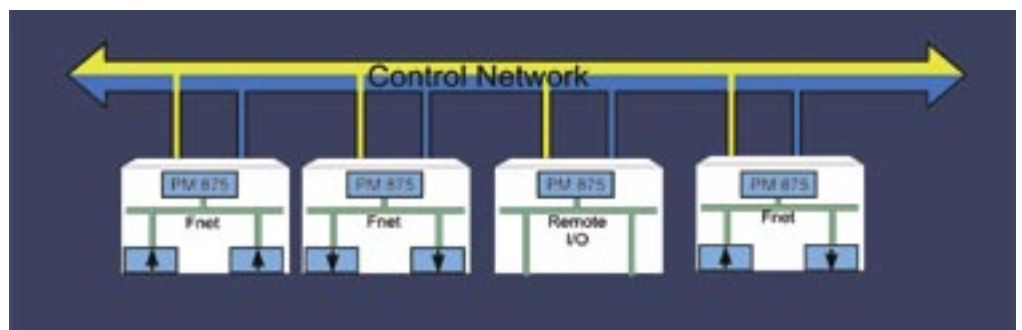 Control Network
PM 875
Fnet
PM 875
Fnet
PM 875
Remote
I/O
PM 875
Fnet